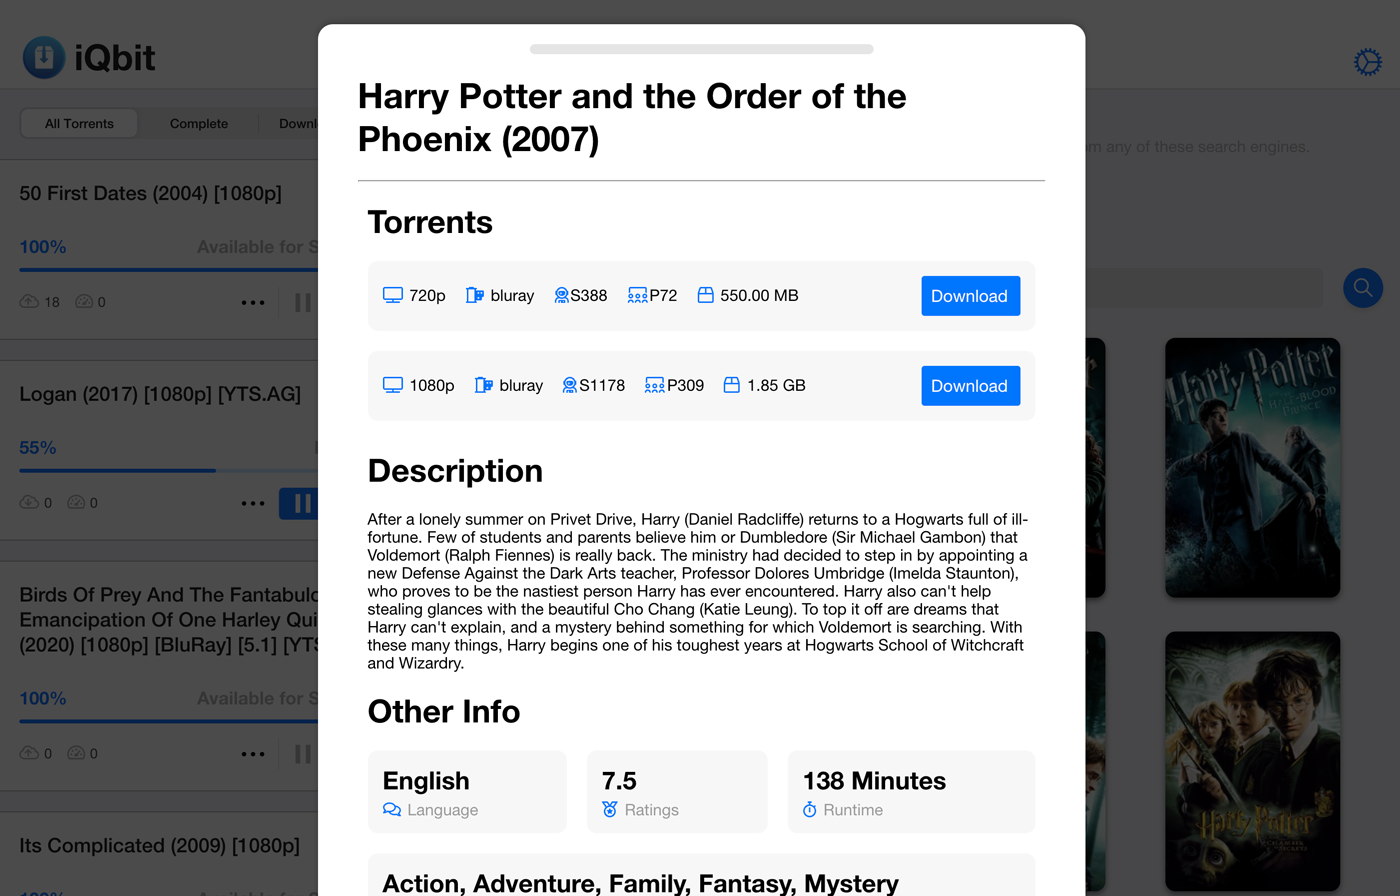 iQbit
All Torrents
Complete
Downl
50 First Dates (2004) [1080p]
100%
Available for S
18
0
Logan (2017) [1080p] [YTS.AG]
55%
0
0
Birds Of Prey And The Fantabulo
Emancipation Of One Harley Qui
(2020) [1080p] [BluRay] [5.1] [YTS
100%
Available for S
0
0
Its Complicated (2009) [1080p]
Harry Potter and the Order of the
Phoenix (2007)
Torrents
720p
bluray
S388
P72
550.00 MB
Download
1080p
bluray
S1178
P309
1.85 GB
Download
Description
After a lonely summer on Privet Drive, Harry (Daniel Radcliffe) returns to a Hogwarts full of ill-
fortune. Few of students and parents believe him or Dumbledore (Sir Michael Gambon) that
Voldemort (Ralph Fiennes) is really back. The ministry had decided to step in by appointing a
new Defense Against the Dark Arts teacher, Professor Dolores Umbridge (Imelda Staunton),
who proves to be the nastiest person Harry has ever encountered. Harry also can't help
stealing glances with the beautiful Cho Chang (Katie Leung). To top it off are dreams that
Harry can't explain, and a mystery behind something for which Voldemort is searching. With
these many things, Harry begins one of his toughest years at Hogwarts School of Witchcraft
and Wizardry.
Other Info
English
Language
7.5
Ratings
138 Minutes
Runtime
Action, Adventure, Family, Fantasy, Mystery
any of these search engines.
Harry Potter
HALF-BLOOD
PRINCE
Harry Potter